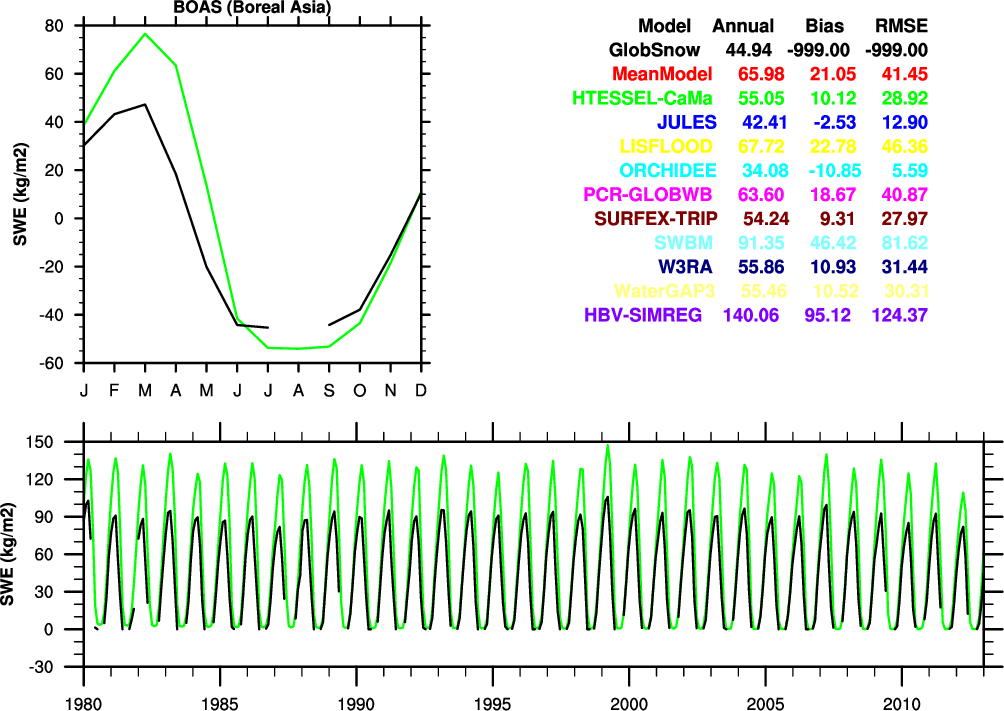 BOAS (Boreal Asia)
80
60
40
20
0
-20
-40
-60
SWE (kg/m2)
J F M A M J J A S O N D
Model Annual Bias RMSE
GlobSnow 44.94 -999.00 -999.00
MeanModel 65.98 21.05 41.45
HTESSEL-CaMa 55.05 10.12 28.92
JULES 42.41 -2.53 12.90
LISFLOOD 67.72 22.78 46.36
ORCHIDEE 34.08 -10.85 5.59
PCR-GLOBWB 63.60 18.67 40.87
SURFEX-TRIP 54.24 9.31 27.97
SWBM 91.35 46.42 81.62
W3RA 55.86 10.93 31.44
WaterGAP3 55.46 10.52 30.31
HBV-SIMREG 140.06 95.12 124.37
150
120
90
60
30
0
-30
SWE (kg/m2)
1980 1985 1990 1995 2000 2005 2010